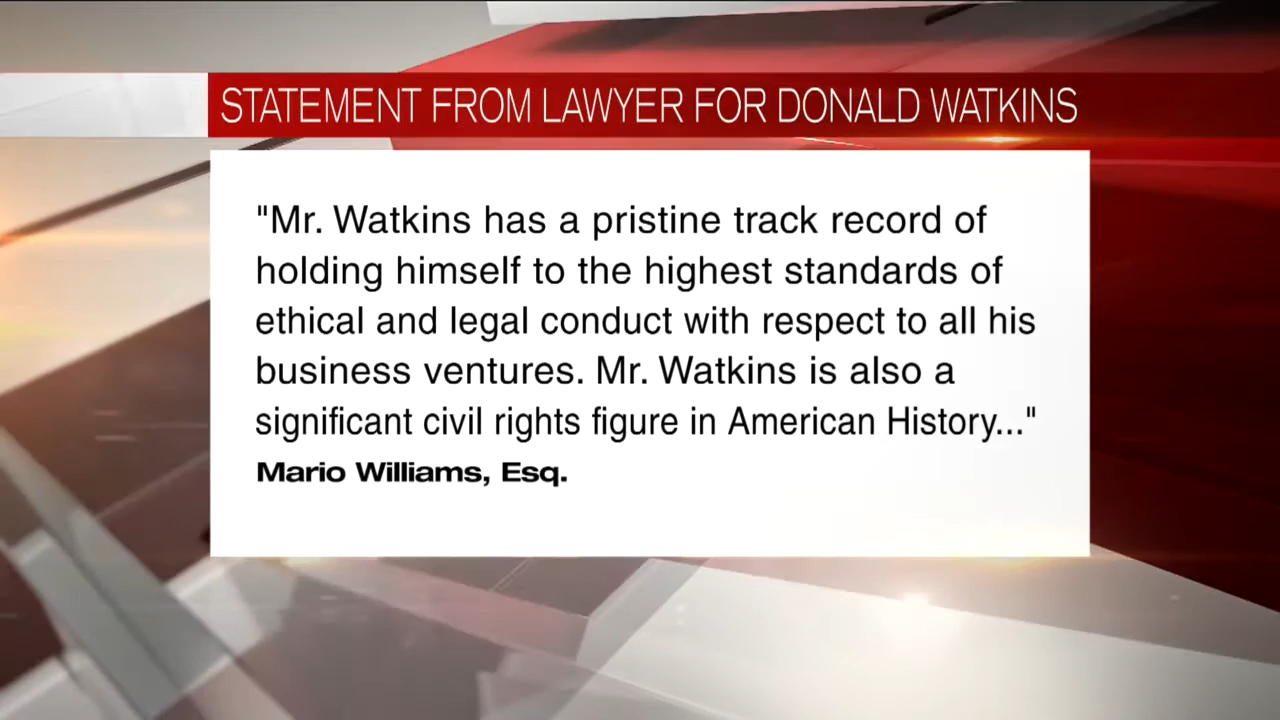 STATEMENT FROM LAWYER FOR DONALD WATKINS
"Mr. Watkins has a pristine track record of
holding himself to the highest standards of
ethical and legal conduct with respect to all his
business ventures. Mr. Watkins is also a
significant civil rights figure in American History..."
Mario Williams, Esq.